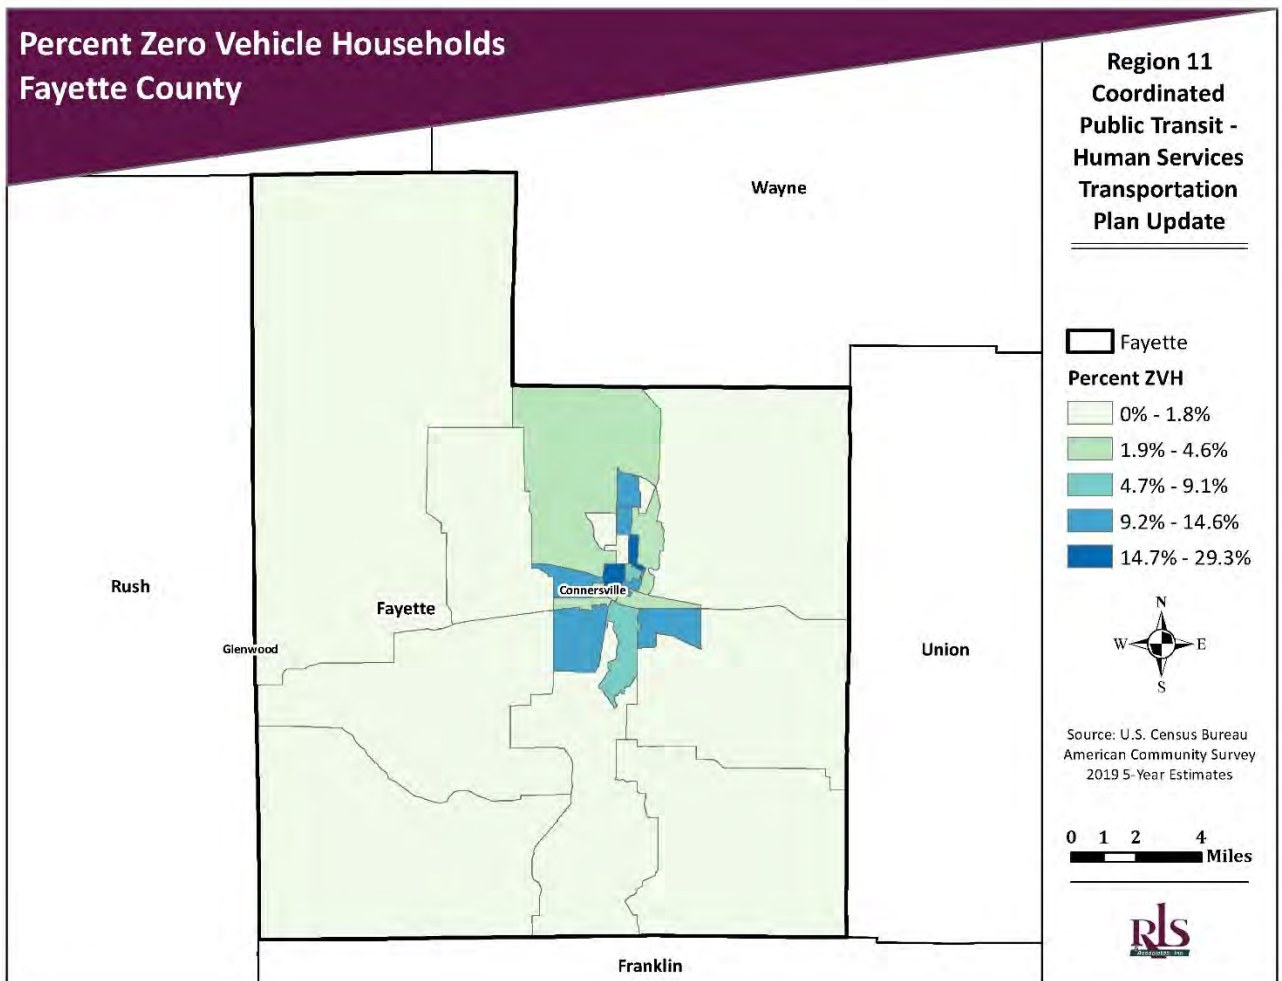 Percent Zero Vehicle Households
Fayette County
Region 11
Coordinated
Public Transit -
Human Services
Transportation
Plan Update
Wayne
Fayette
Percent ZVH
0% - 1.8%
1.9% - 4.6%
4.7% - 9.1%
9.2% - 14.6%
14.7% - 29.3%
Rush
Connersville
Fayette
Glenwood
Union
N
W
E
S
Source: U.S. Census Bureau
American Community Survey
2019 5-Year Estimates
0 1 2 4
Miles
Franklin
RLS
& Associates, Inc.